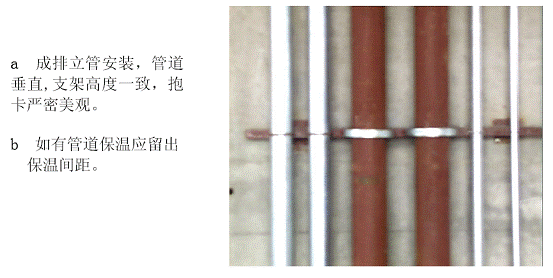 a 成排立管安装，管道
垂直,支架高度一致，抱
卡严密美观。
b 如有管道保温应留出
保温间距。